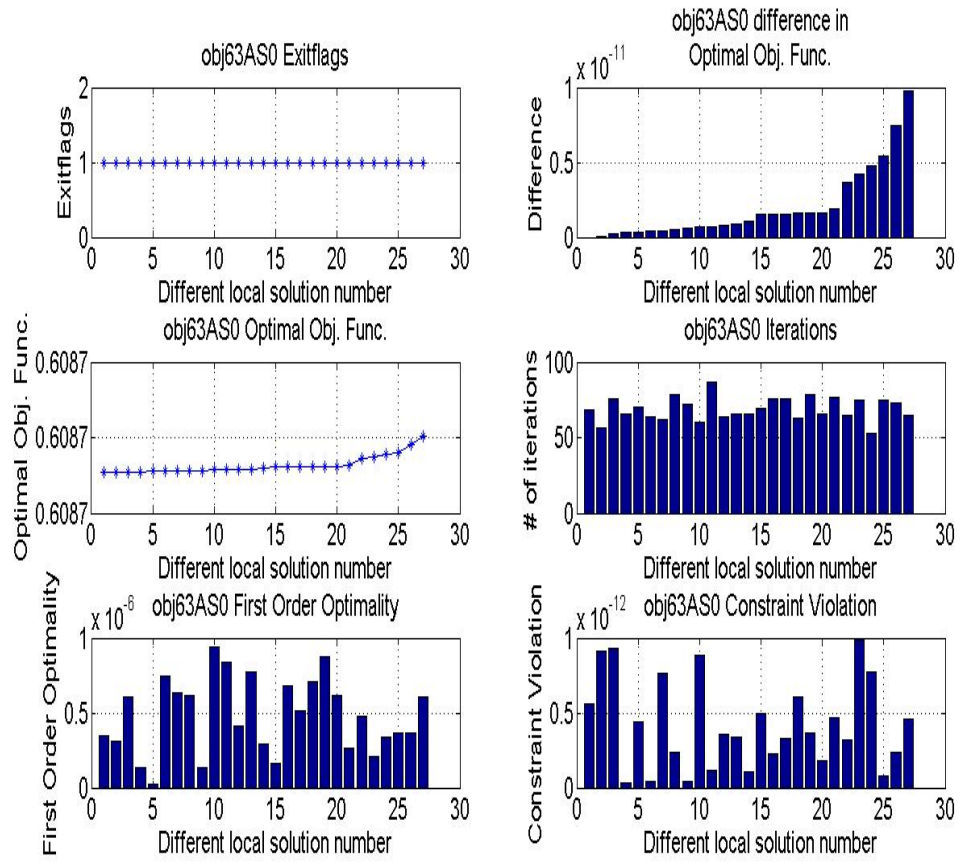 obj63AS0 Exitflags
2
1
0
Exitflags
0 5 10 15 20 25 30
Different local solution number
obj63AS0 difference in
Optimal Obj. Func.
x 10^-11
1
0.5
0
Difference
0 5 10 15 20 25 30
Different local solution number
obj63AS0 Optimal Obj. Func.
0.6087
0.6087
0.6087
Optimal Obj. Func.
0 5 10 15 20 25 30
Different local solution number
obj63AS0 Iterations
100
50
0
# of iterations
0 5 10 15 20 25 30
Different local solution number
obj63AS0 First Order Optimality
x 10^-6
1
0.5
0
First Order Optimality
0 5 10 15 20 25 30
Different local solution number
obj63AS0 Constraint Violation
x 10^-12
1
0.5
0
Constraint Violation
0 5 10 15 20 25 30
Different local solution number